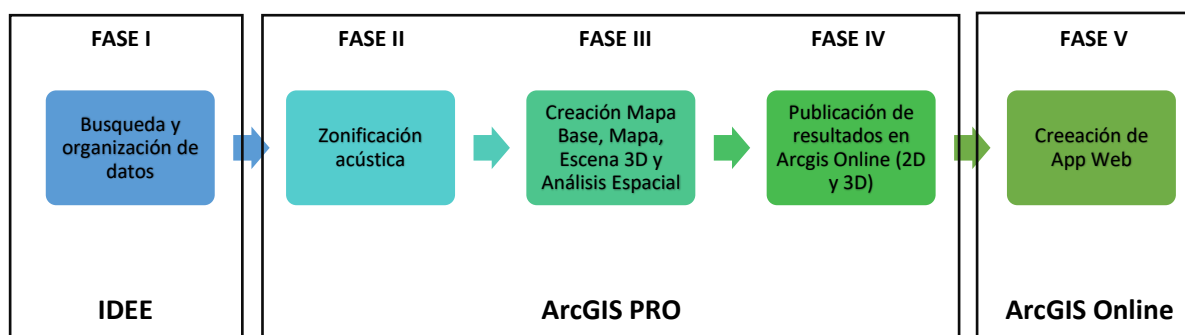 FASE I
FASE II
FASE III
FASE IV
FASE V
Busqueda y
organización de
datos
Zonificación
acústica
Creación Mapa
Base, Mapa,
Escena 3D y
Análisis Espacial
Publicación de
resultados en
Arcgis Online (2D
y 3D)
Creeación de
App Web
IDEE
ArcGIS PRO
ArcGIS Online